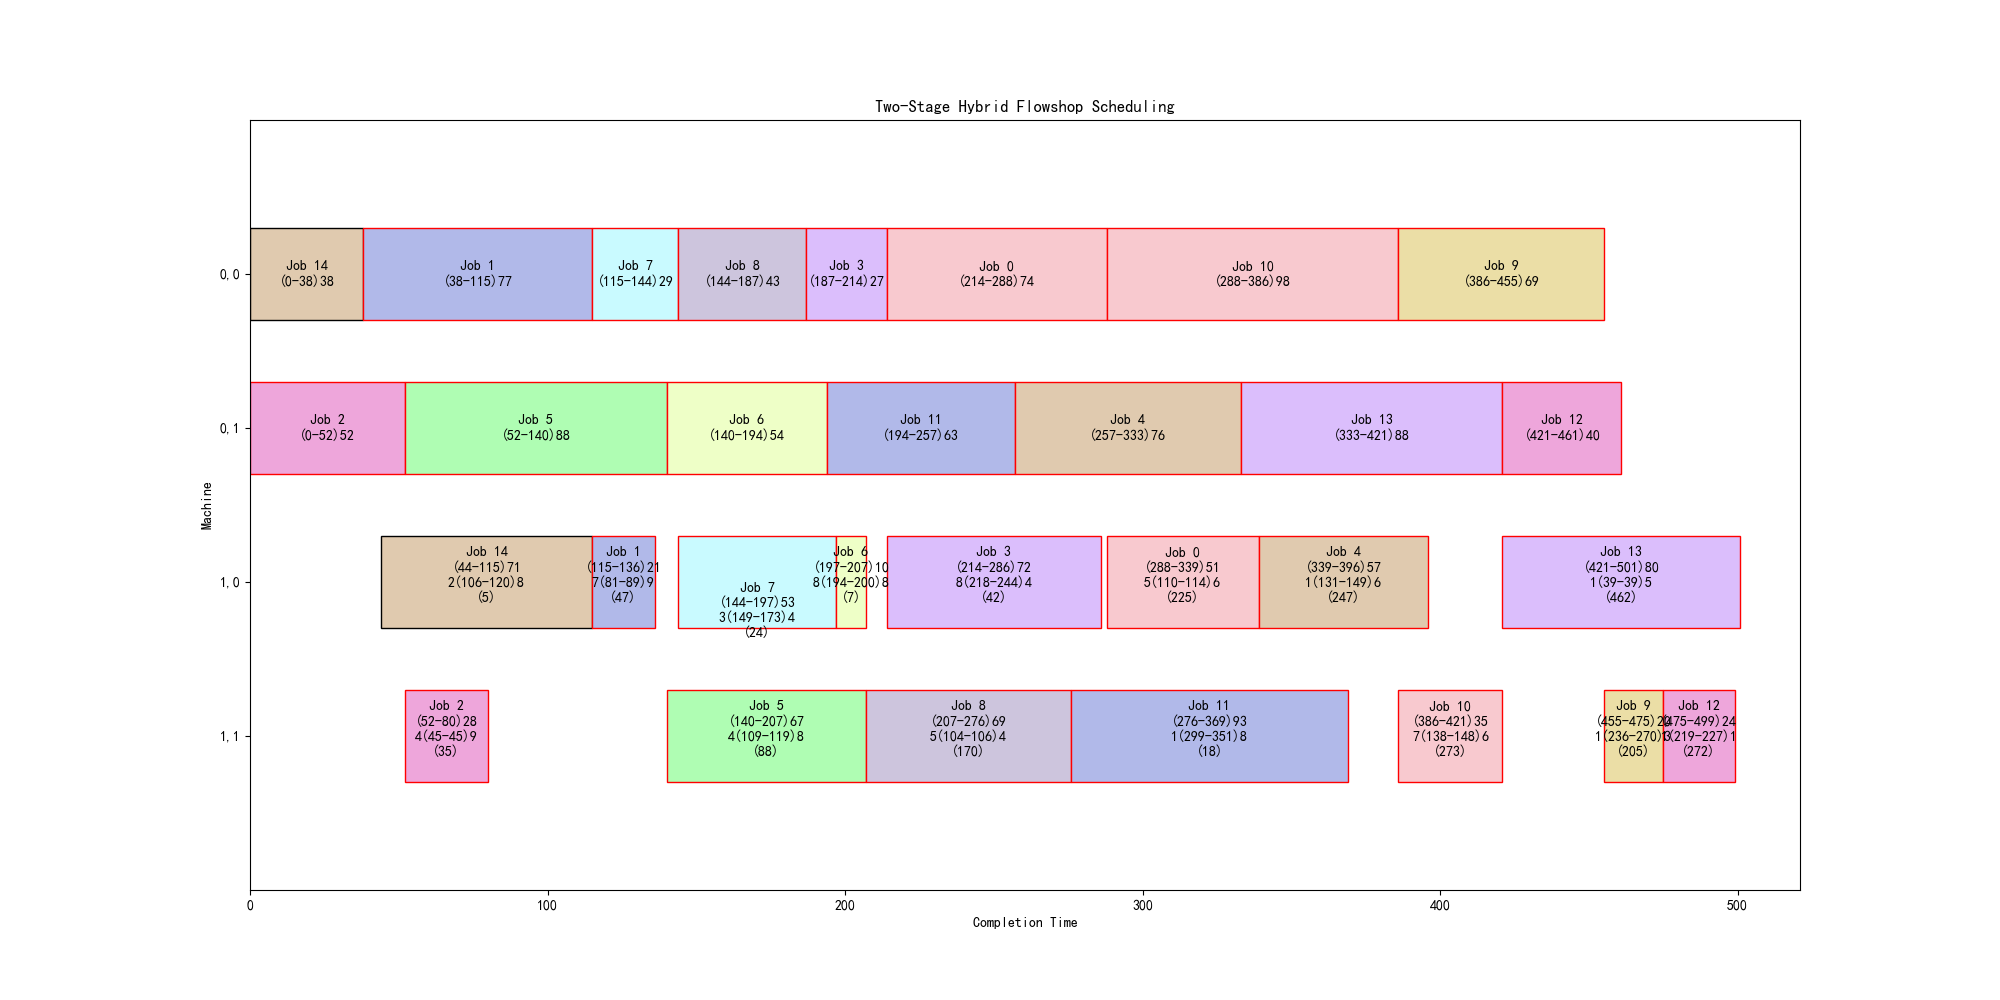 Two-Stage Hybrid Flowshop Scheduling
0,0
Job 14
(0-38)38
Job 1
(38-115)77
Job 7
(115-144)29
Job 8
(144-187)43
Job 3
(187-214)27
Job 0
(214-288)74
Job 10
(288-386)98
Job 9
(386-455)69
0,1
Job 2
(0-52)52
Job 5
(52-140)88
Job 6
(140-194)54
Job 11
(194-257)63
Job 4
(257-333)76
Job 13
(333-421)88
Job 12
(421-461)40
Machine
1,0
Job 14
(44-115)71
2(106-120)8
(5)
Job 1
(115-136)21
7(81-89)9
(47)
Job 7
(144-197)53
3(149-173)4
(24)
Job 6
(197-207)10
8(194-200)8
(7)
Job 3
(214-286)72
8(218-244)4
(42)
Job 0
(288-339)51
5(110-114)6
(225)
Job 4
(339-396)57
1(131-149)6
(247)
Job 13
(421-501)80
1(39-39)5
(462)
1,1
Job 2
(52-80)28
4(45-45)9
(35)
Job 5
(140-207)67
4(109-119)8
(88)
Job 8
(207-276)69
5(104-106)4
(170)
Job 11
(276-369)93
1(299-351)8
(18)
Job 10
(386-421)35
7(138-148)6
(273)
Job 9
(455-475)20
(205)
Job 12
(475-499)24
(272)
0 100 200 300 400 500
Completion Time